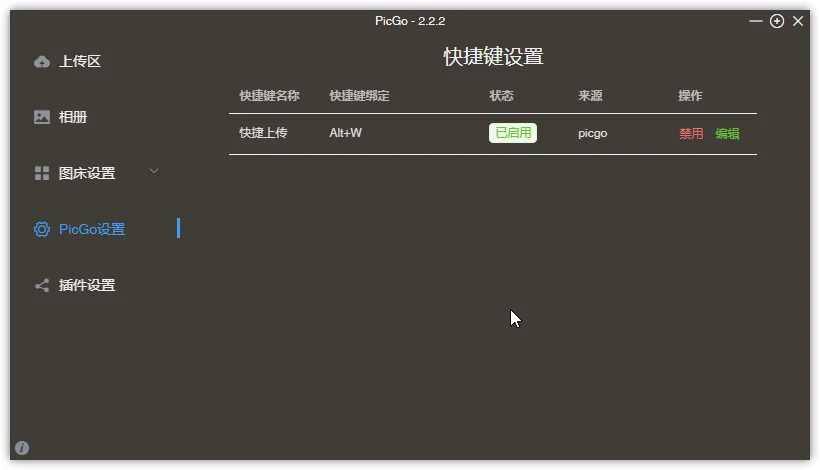 PicGo - 2.2.2
上传区
相册
图床设置
PicGo设置
插件设置
快捷键设置
快捷键名称 快捷键绑定 状态 来源 操作
快捷上传 Alt+W 已启用 picgo 禁用 编辑